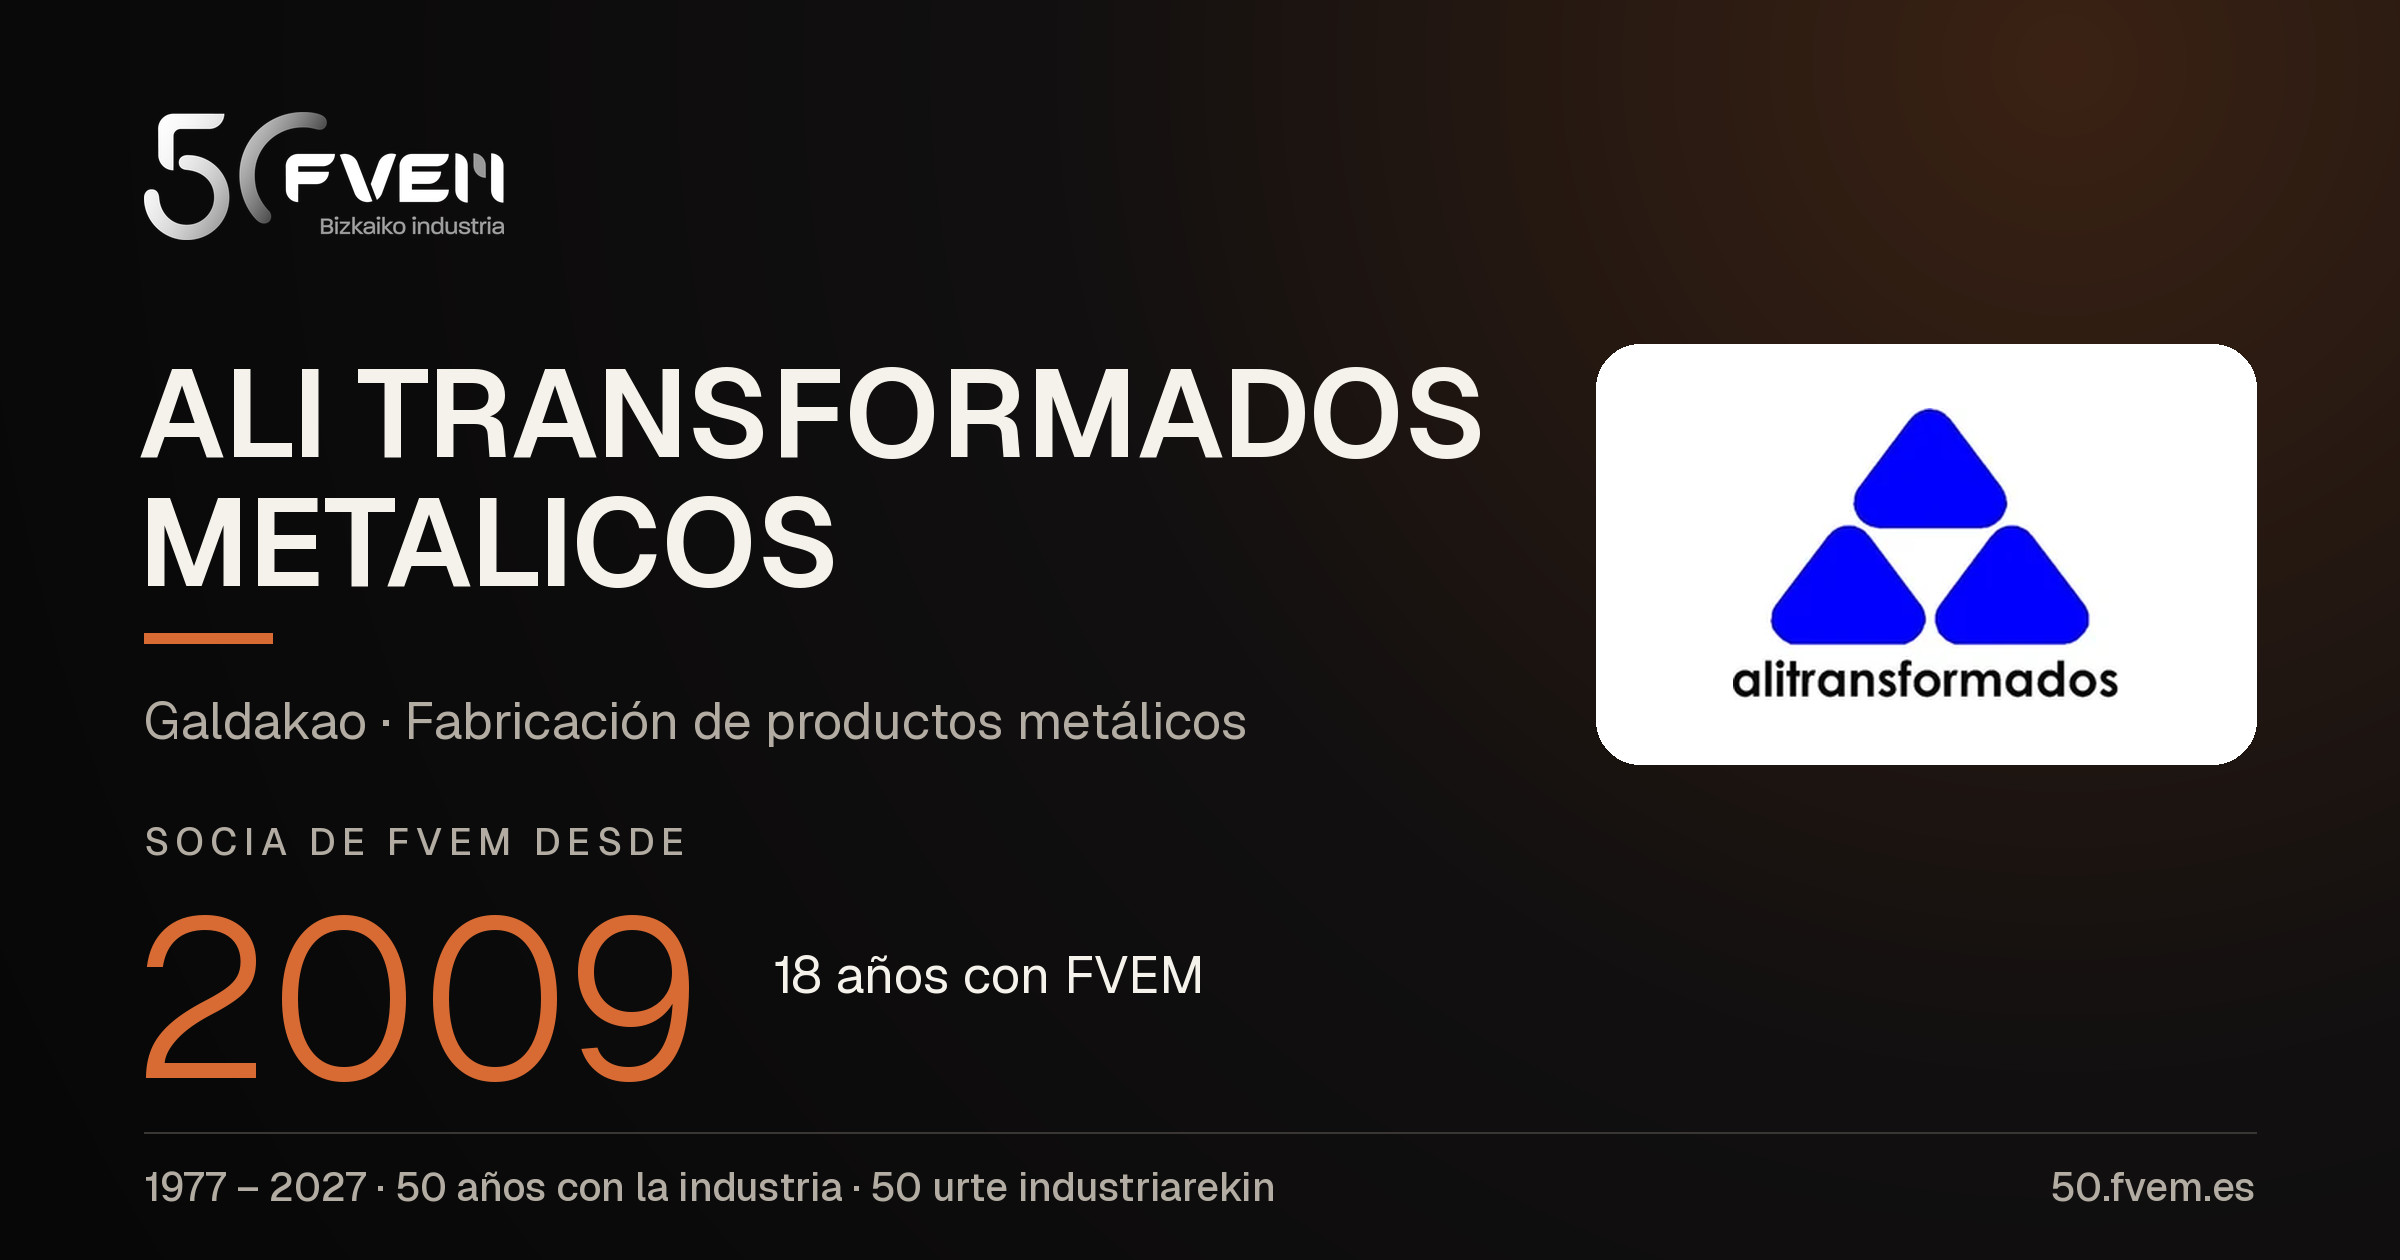 50 FVEM
Bizkaiko industria
ALI TRANSFORMADOS
METALICOS
alitransformados
Galdakao · Fabricación de productos metálicos
SOCIA DE FVEM DESDE
2009
18 años con FVEM
1977 – 2027 · 50 años con la industria · 50 urte industriarekin
50.fvem.es